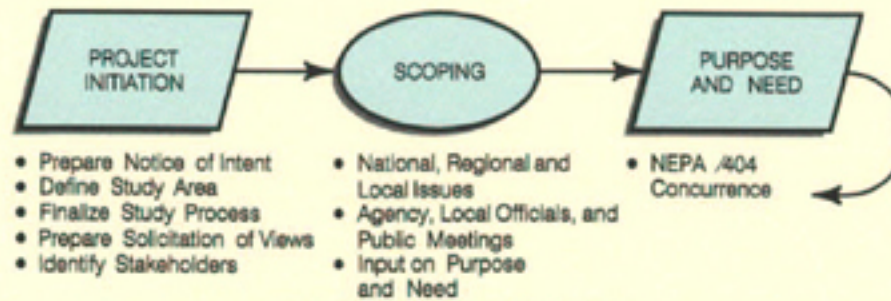 PROJECT
INITIATION
SCOPING
PURPOSE
AND NEED
• Prepare Notice of Intent
• Define Study Area
• Finalize Study Process
• Prepare Solicitation of Views
• Identify Stakeholders
• National, Regional and
Local Issues
• Agency, Local Officials, and
Public Meetings
• Input on Purpose
and Need
• NEPA /404
Concurrence